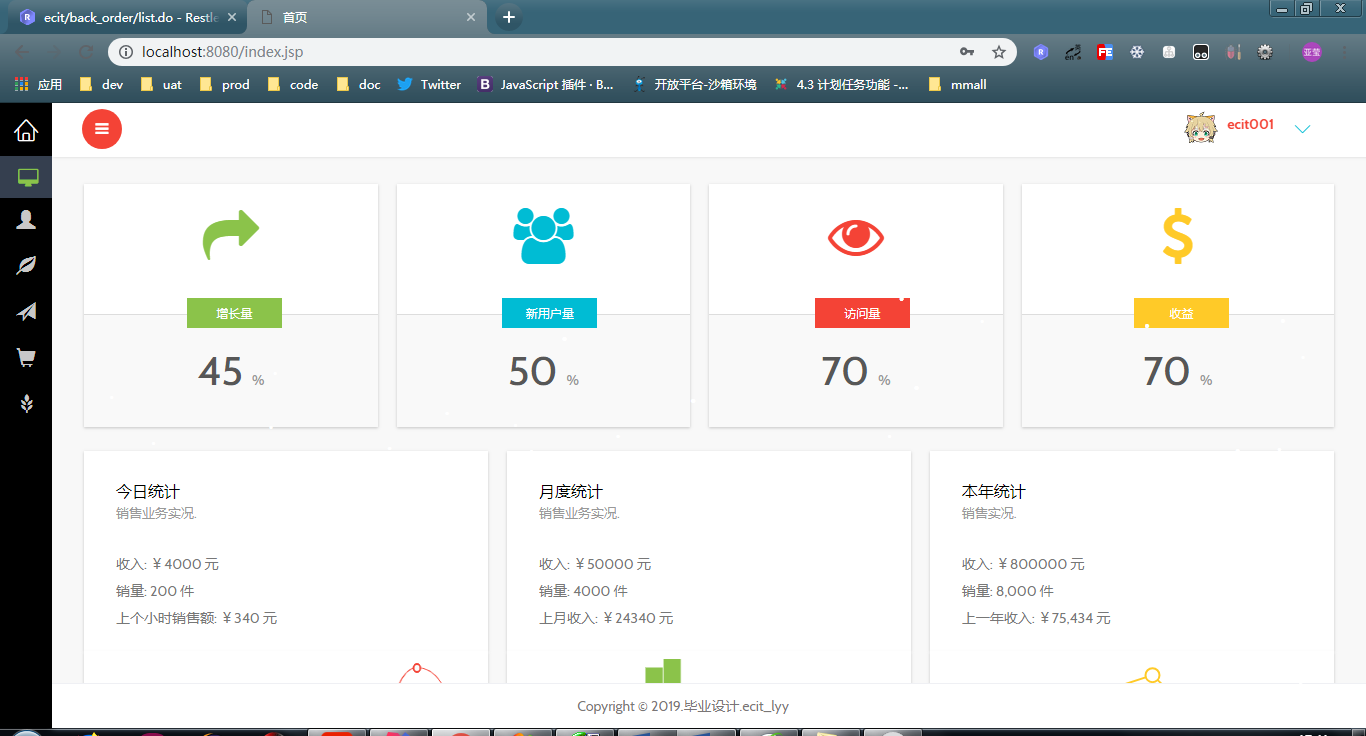 ecit/back_order/list.do - Restle
首页
localhost:8080/index.jsp
亚莹
应用
dev
uat
prod
code
doc
Twitter
JavaScript 插件 · B...
开放平台-沙箱环境
4.3 计划任务功能 -...
mmall
ecit001
增长量
新用户量
访问量
收益
45 %
50 %
70 %
70 %
今日统计
销售业务实况.
收入: ¥4000 元
销量: 200 件
上个小时销售额: ¥340 元
月度统计
销售业务实况.
收入: ¥50000 元
销量: 4000 件
上月收入: ¥24340 元
本年统计
销售实况.
收入: ¥800000 元
销量: 8,000 件
上一年收入: ¥75,434 元
Copyright © 2019.毕业设计.ecit_lyy